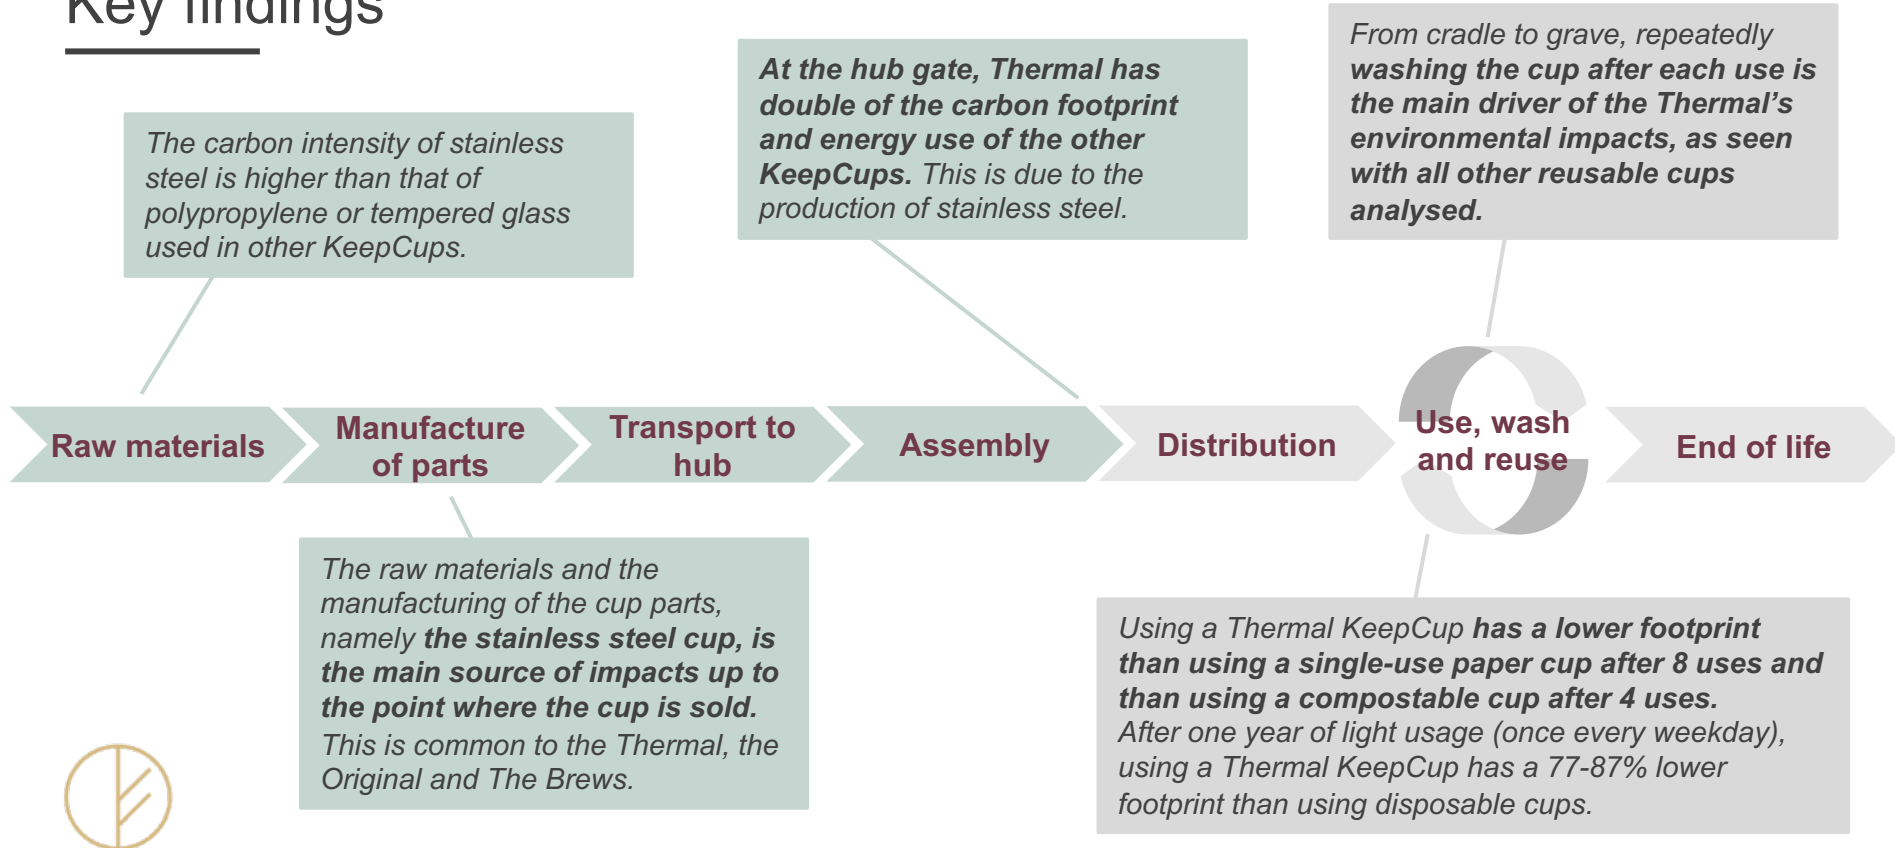 Key findings
The carbon intensity of stainless
steel is higher than that of
polypropylene or tempered glass
used in other KeepCups.
At the hub gate, Thermal has
double of the carbon footprint
and energy use of the other
KeepCups. This is due to the
production of stainless steel.
From cradle to grave, repeatedly
washing the cup after each use is
the main driver of the Thermal's
environmental impacts, as seen
with all other reusable cups
analysed.
Raw materials
Manufacture
of parts
Transport to
hub
Assembly
Distribution
Use, wash
and reuse
End of life
The raw materials and the
manufacturing of the cup parts,
namely the stainless steel cup, is
the main source of impacts up to
the point where the cup is sold.
This is common to the Thermal, the
Original and The Brews.
Using a Thermal KeepCup has a lower footprint
than using a single-use paper cup after 8 uses and
than using a compostable cup after 4 uses.
After one year of light usage (once every weekday),
using a Thermal KeepCup has a 77-87% lower
footprint than using disposable cups.